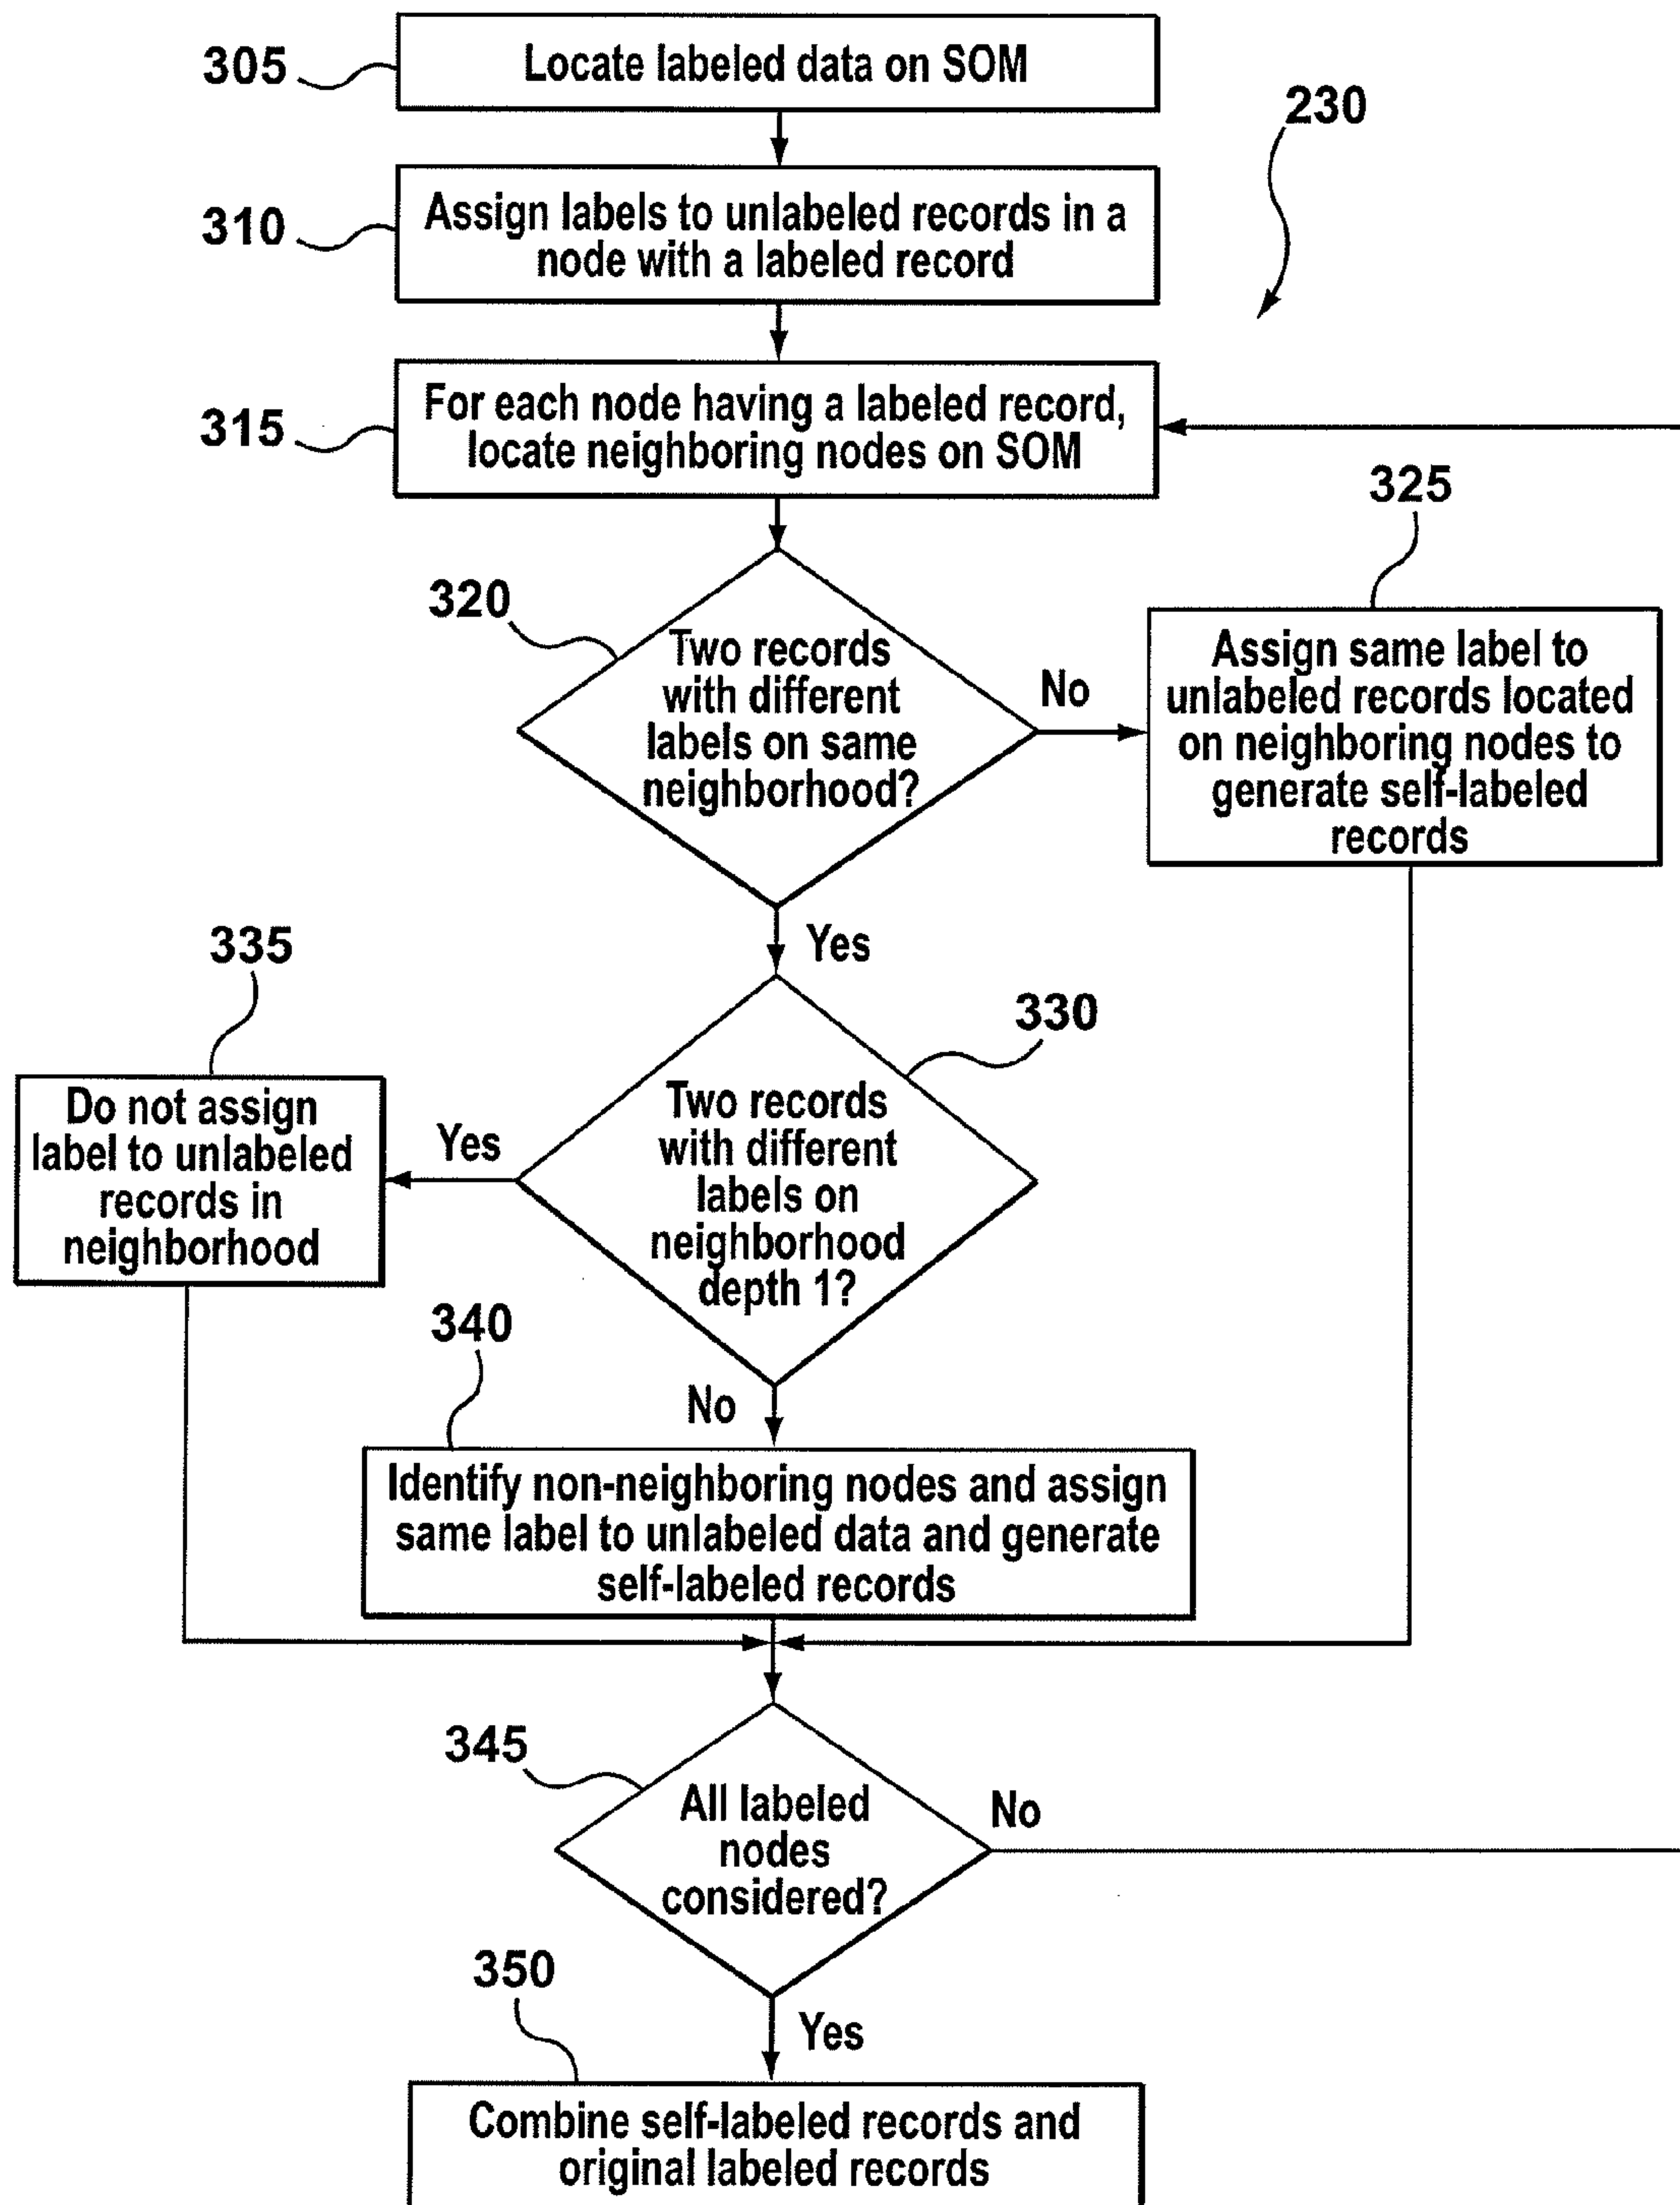 305
Locate labeled data on SOM
230
310
Assign labels to unlabeled records in a
node with a labeled record
315
For each node having a labeled record,
locate neighboring nodes on SOM
320
Two records
with different
labels on same
neighborhood?
No
325
Assign same label to
unlabeled records located
on neighboring nodes to
generate self-labeled
records
Yes
330
Two records
with different
labels on
neighborhood
depth 1?
Yes
335
Do not assign
label to unlabeled
records in
neighborhood
No
340
Identify non-neighboring nodes and assign
same label to unlabeled data and generate
self-labeled records
345
All labeled
nodes
considered?
No
Yes
350
Combine self-labeled records and
original labeled records